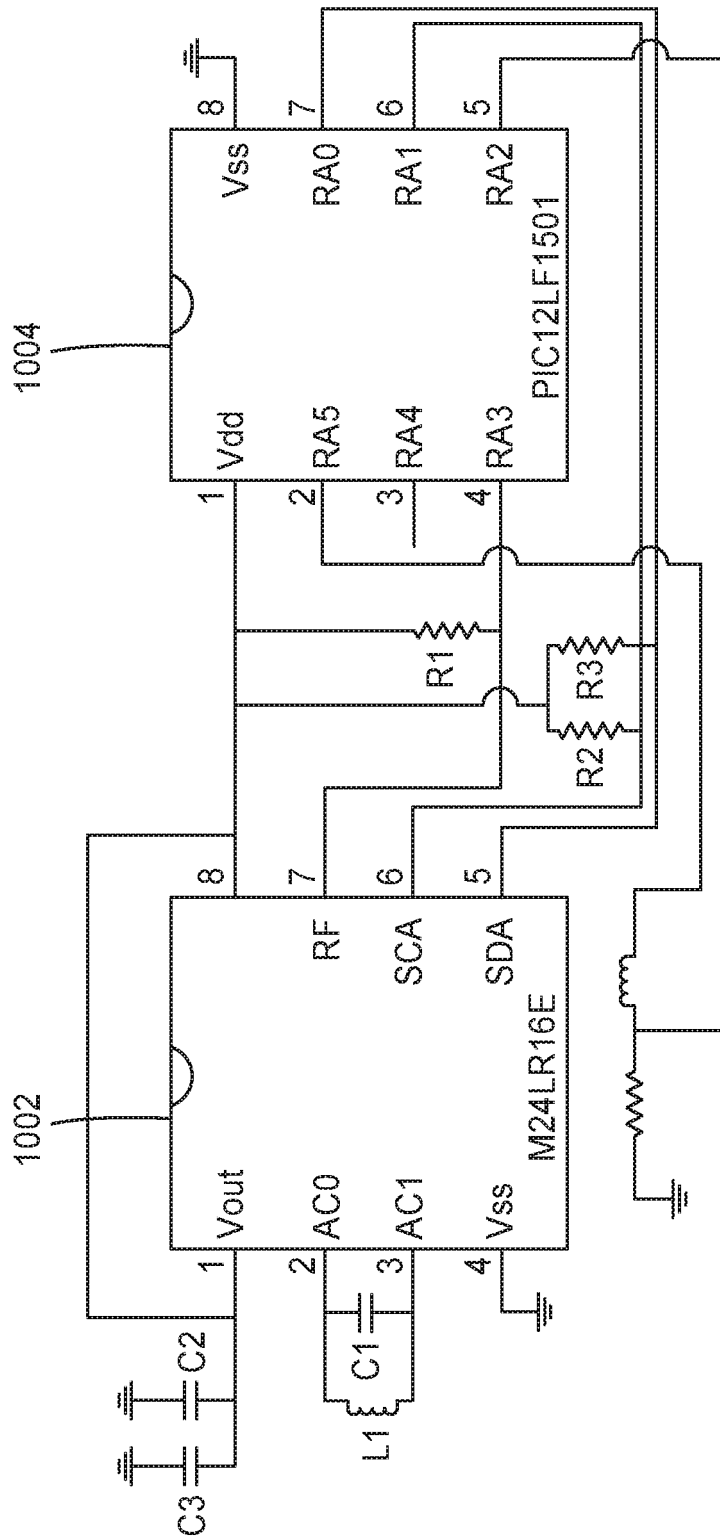 1002
1004
C3
C2
L1
C1
1
2
3
4
Vout
AC0
AC1
Vss
M24LR16E
8
7
6
5
RF
SCA
SDA
R1
R2
R3
1
2
3
4
Vdd
RA5
RA4
RA3
PIC12LF1501
Vss
RA0
RA1
RA2
8
7
6
5